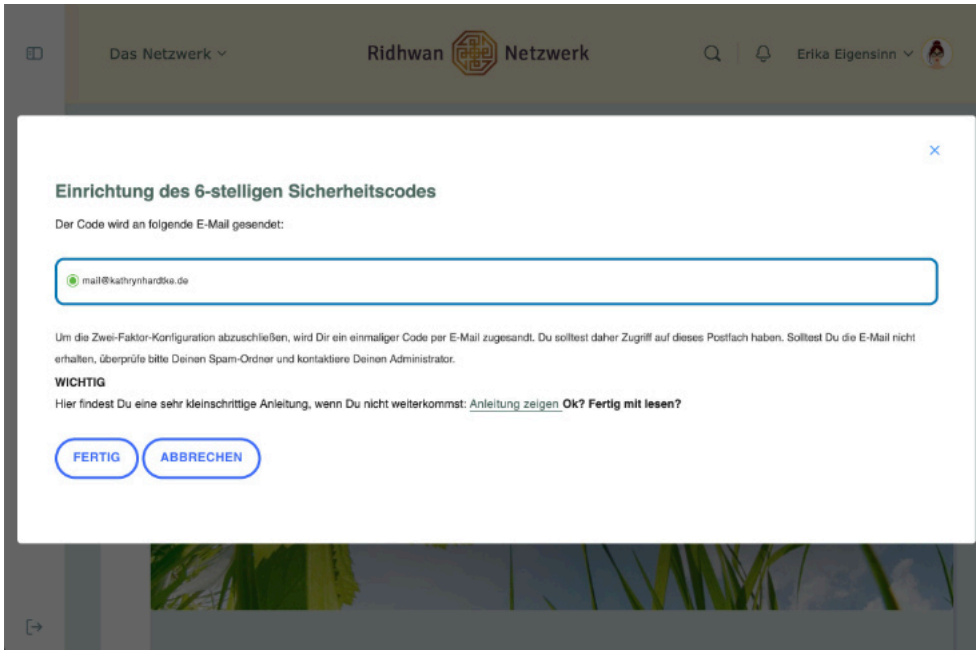 Das Netzwerk
Ridhwan Netzwerk
Erika Eigensinn
Einrichtung des 6-stelligen Sicherheitscodes
Der Code wird an folgende E-Mail gesendet:
mail@kathrynhardtke.de
Um die Zwei-Faktor-Konfiguration abzuschließen, wird Dir ein einmaliger Code per E-Mail zugesandt. Du solltest daher Zugriff auf dieses Postfach haben. Solltest Du die E-Mail nicht
erhalten, überprüfe bitte Deinen Spam-Ordner und kontaktiere Deinen Administrator.
WICHTIG
Hier findest Du eine sehr kleinschrittige Anleitung, wenn Du nicht weiterkommst: Anleitung zeigen Ok? Fertig mit lesen?
FERTIG ABBRECHEN